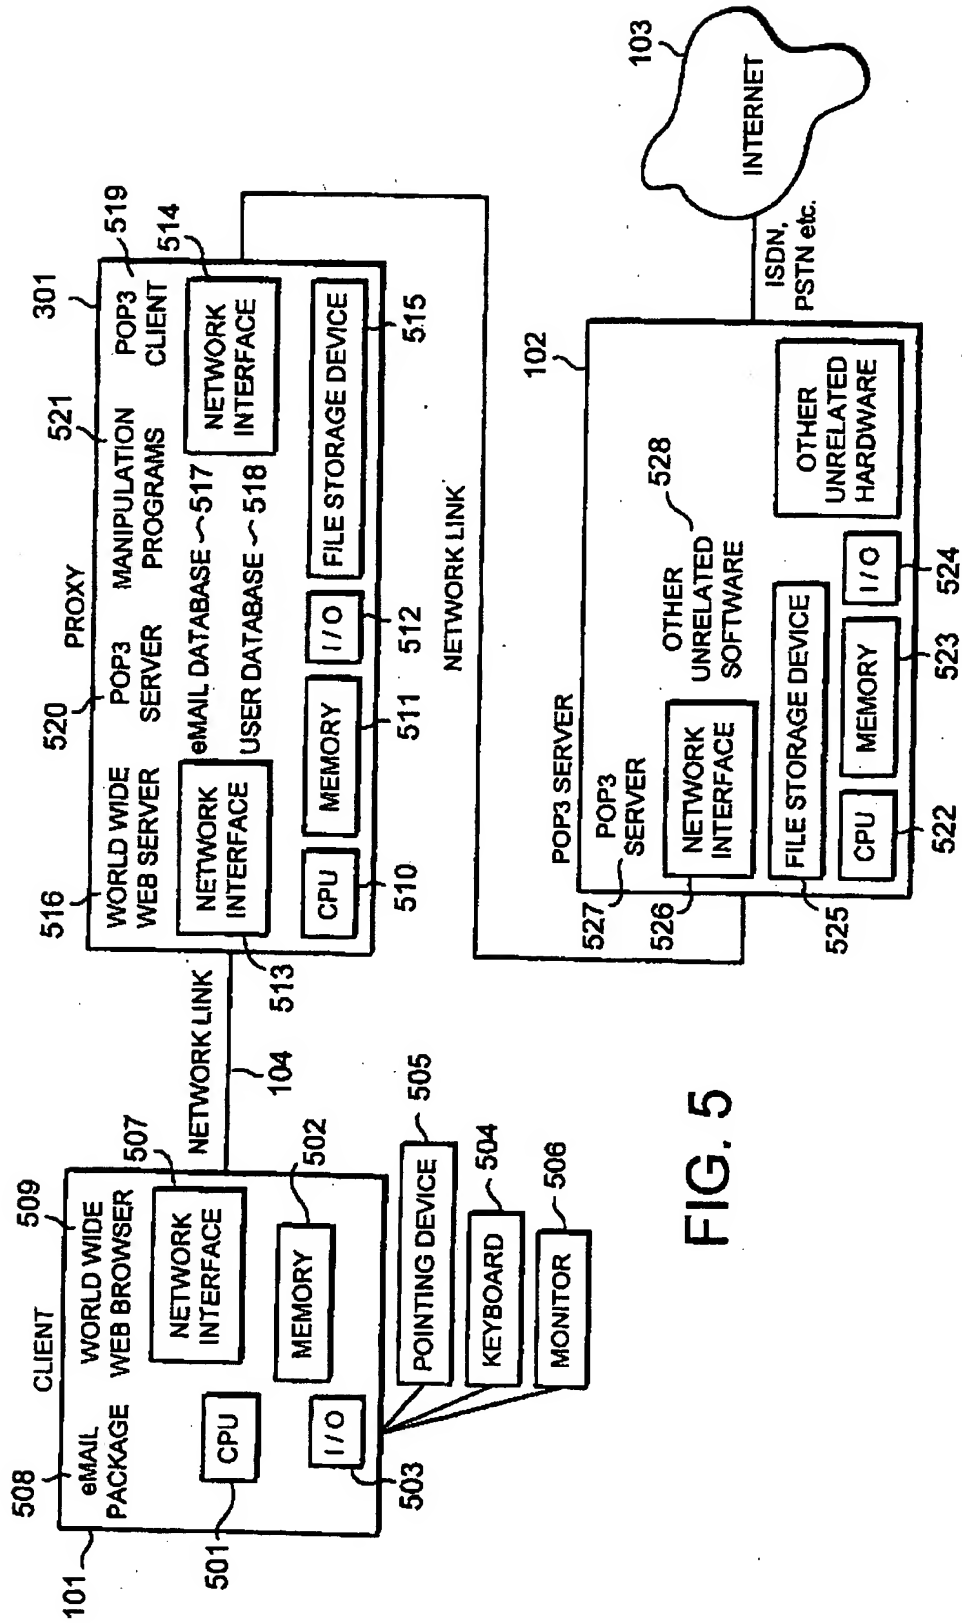 CLIENT
508
509
eMAIL
PACKAGE
WORLD WIDE
WEB BROWSER
507
NETWORK
INTERFACE
CPU
MEMORY
502
I/O
101
501
503
POINTING DEVICE
505
KEYBOARD
504
MONITOR
506
NETWORK LINK
104
PROXY
516
520
521
301
WORLD WIDE
WEB SERVER
POP3
SERVER
MANIPULATION
PROGRAMS
POP3
CLIENT
519
NETWORK
INTERFACE
eMAIL DATABASE 517
USER DATABASE 518
NETWORK
INTERFACE
514
CPU
MEMORY
I/O
FILE STORAGE DEVICE
513
510
511
512
515
NETWORK LINK
POP3 SERVER
102
POP3
SERVER
527
NETWORK
INTERFACE
526
OTHER
UNRELATED
SOFTWARE
528
FILE STORAGE DEVICE
525
OTHER
UNRELATED
HARDWARE
CPU
MEMORY
I/O
522
523
524
ISDN,
PSTN etc.
INTERNET
103
FIG. 5